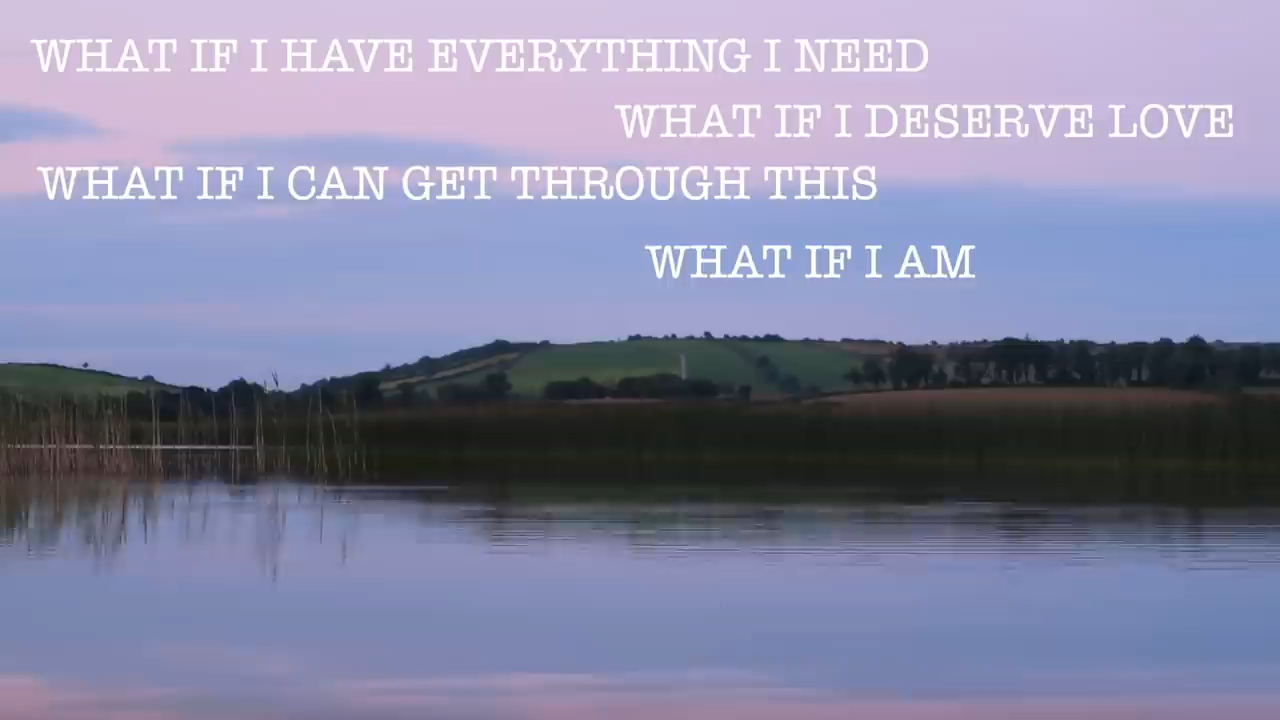 WHAT IF I HAVE EVERYTHING I NEED
WHAT IF I DESERVE LOVE
WHAT IF I CAN GET THROUGH THIS
WHAT IF I AM